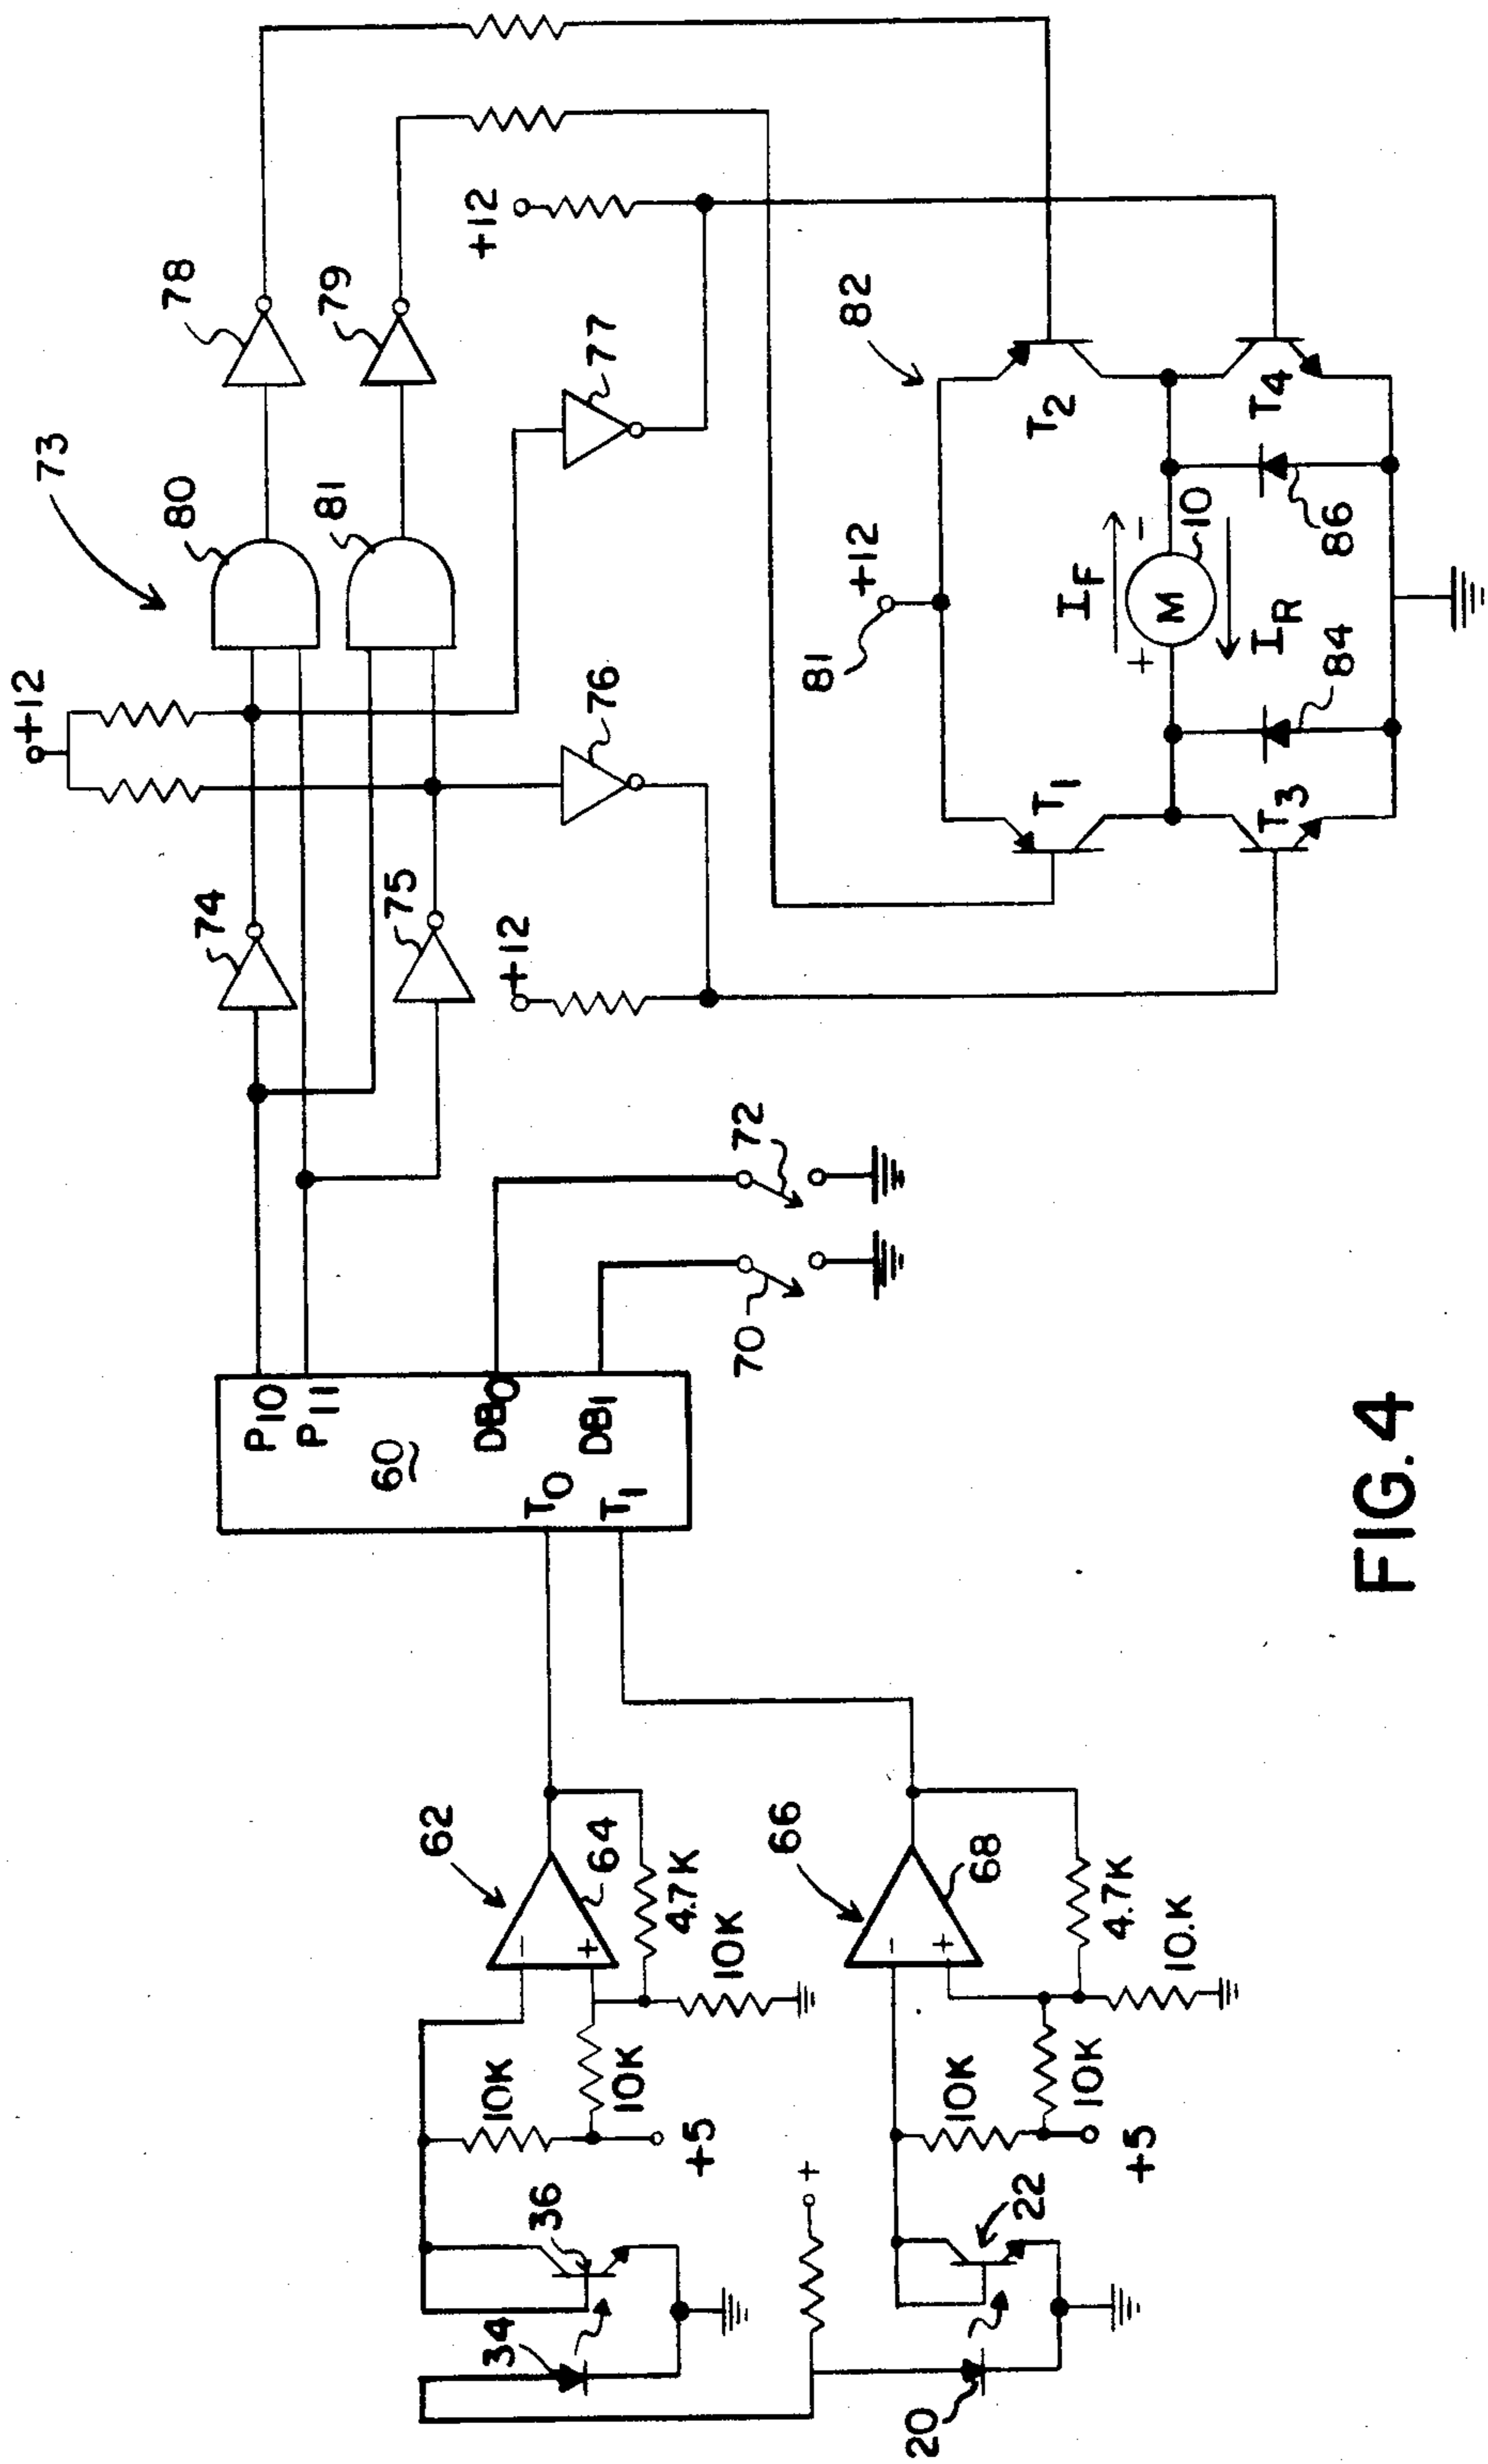 73
+12
78
80
79
81
74
75
+12
76
77
+12
P10
P11
60
DB0
DB1
T0
T1
72
70
82
81
+12
T1
T2
T3
T4
IF
+
M
-
10
IR
84
86
62
64
-
+
4.7K
10K
10K
10K
+5
36
34
66
68
-
+
4.7K
10.K
10K
10K
+5
+
22
20
FIG. 4